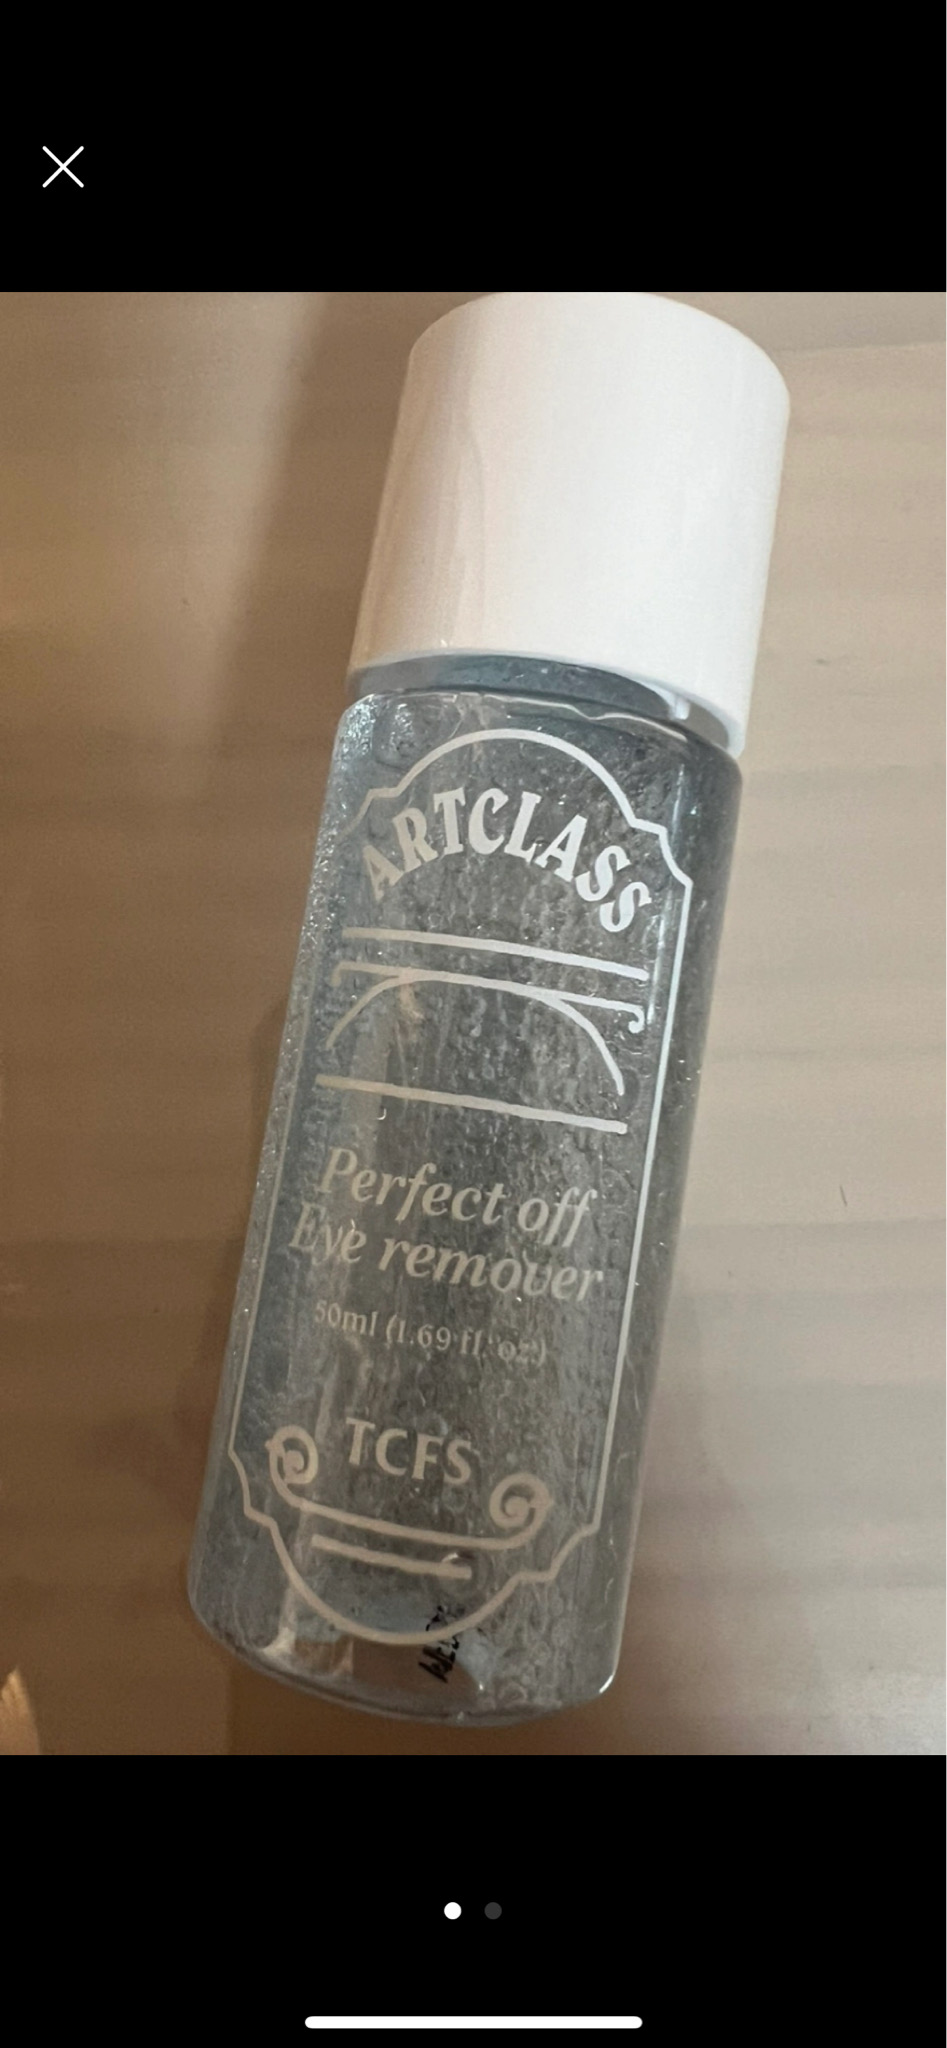 ARTCLASS
Perfect off
Eye remover
50ml (1.69 fl. oz.)
TCFS